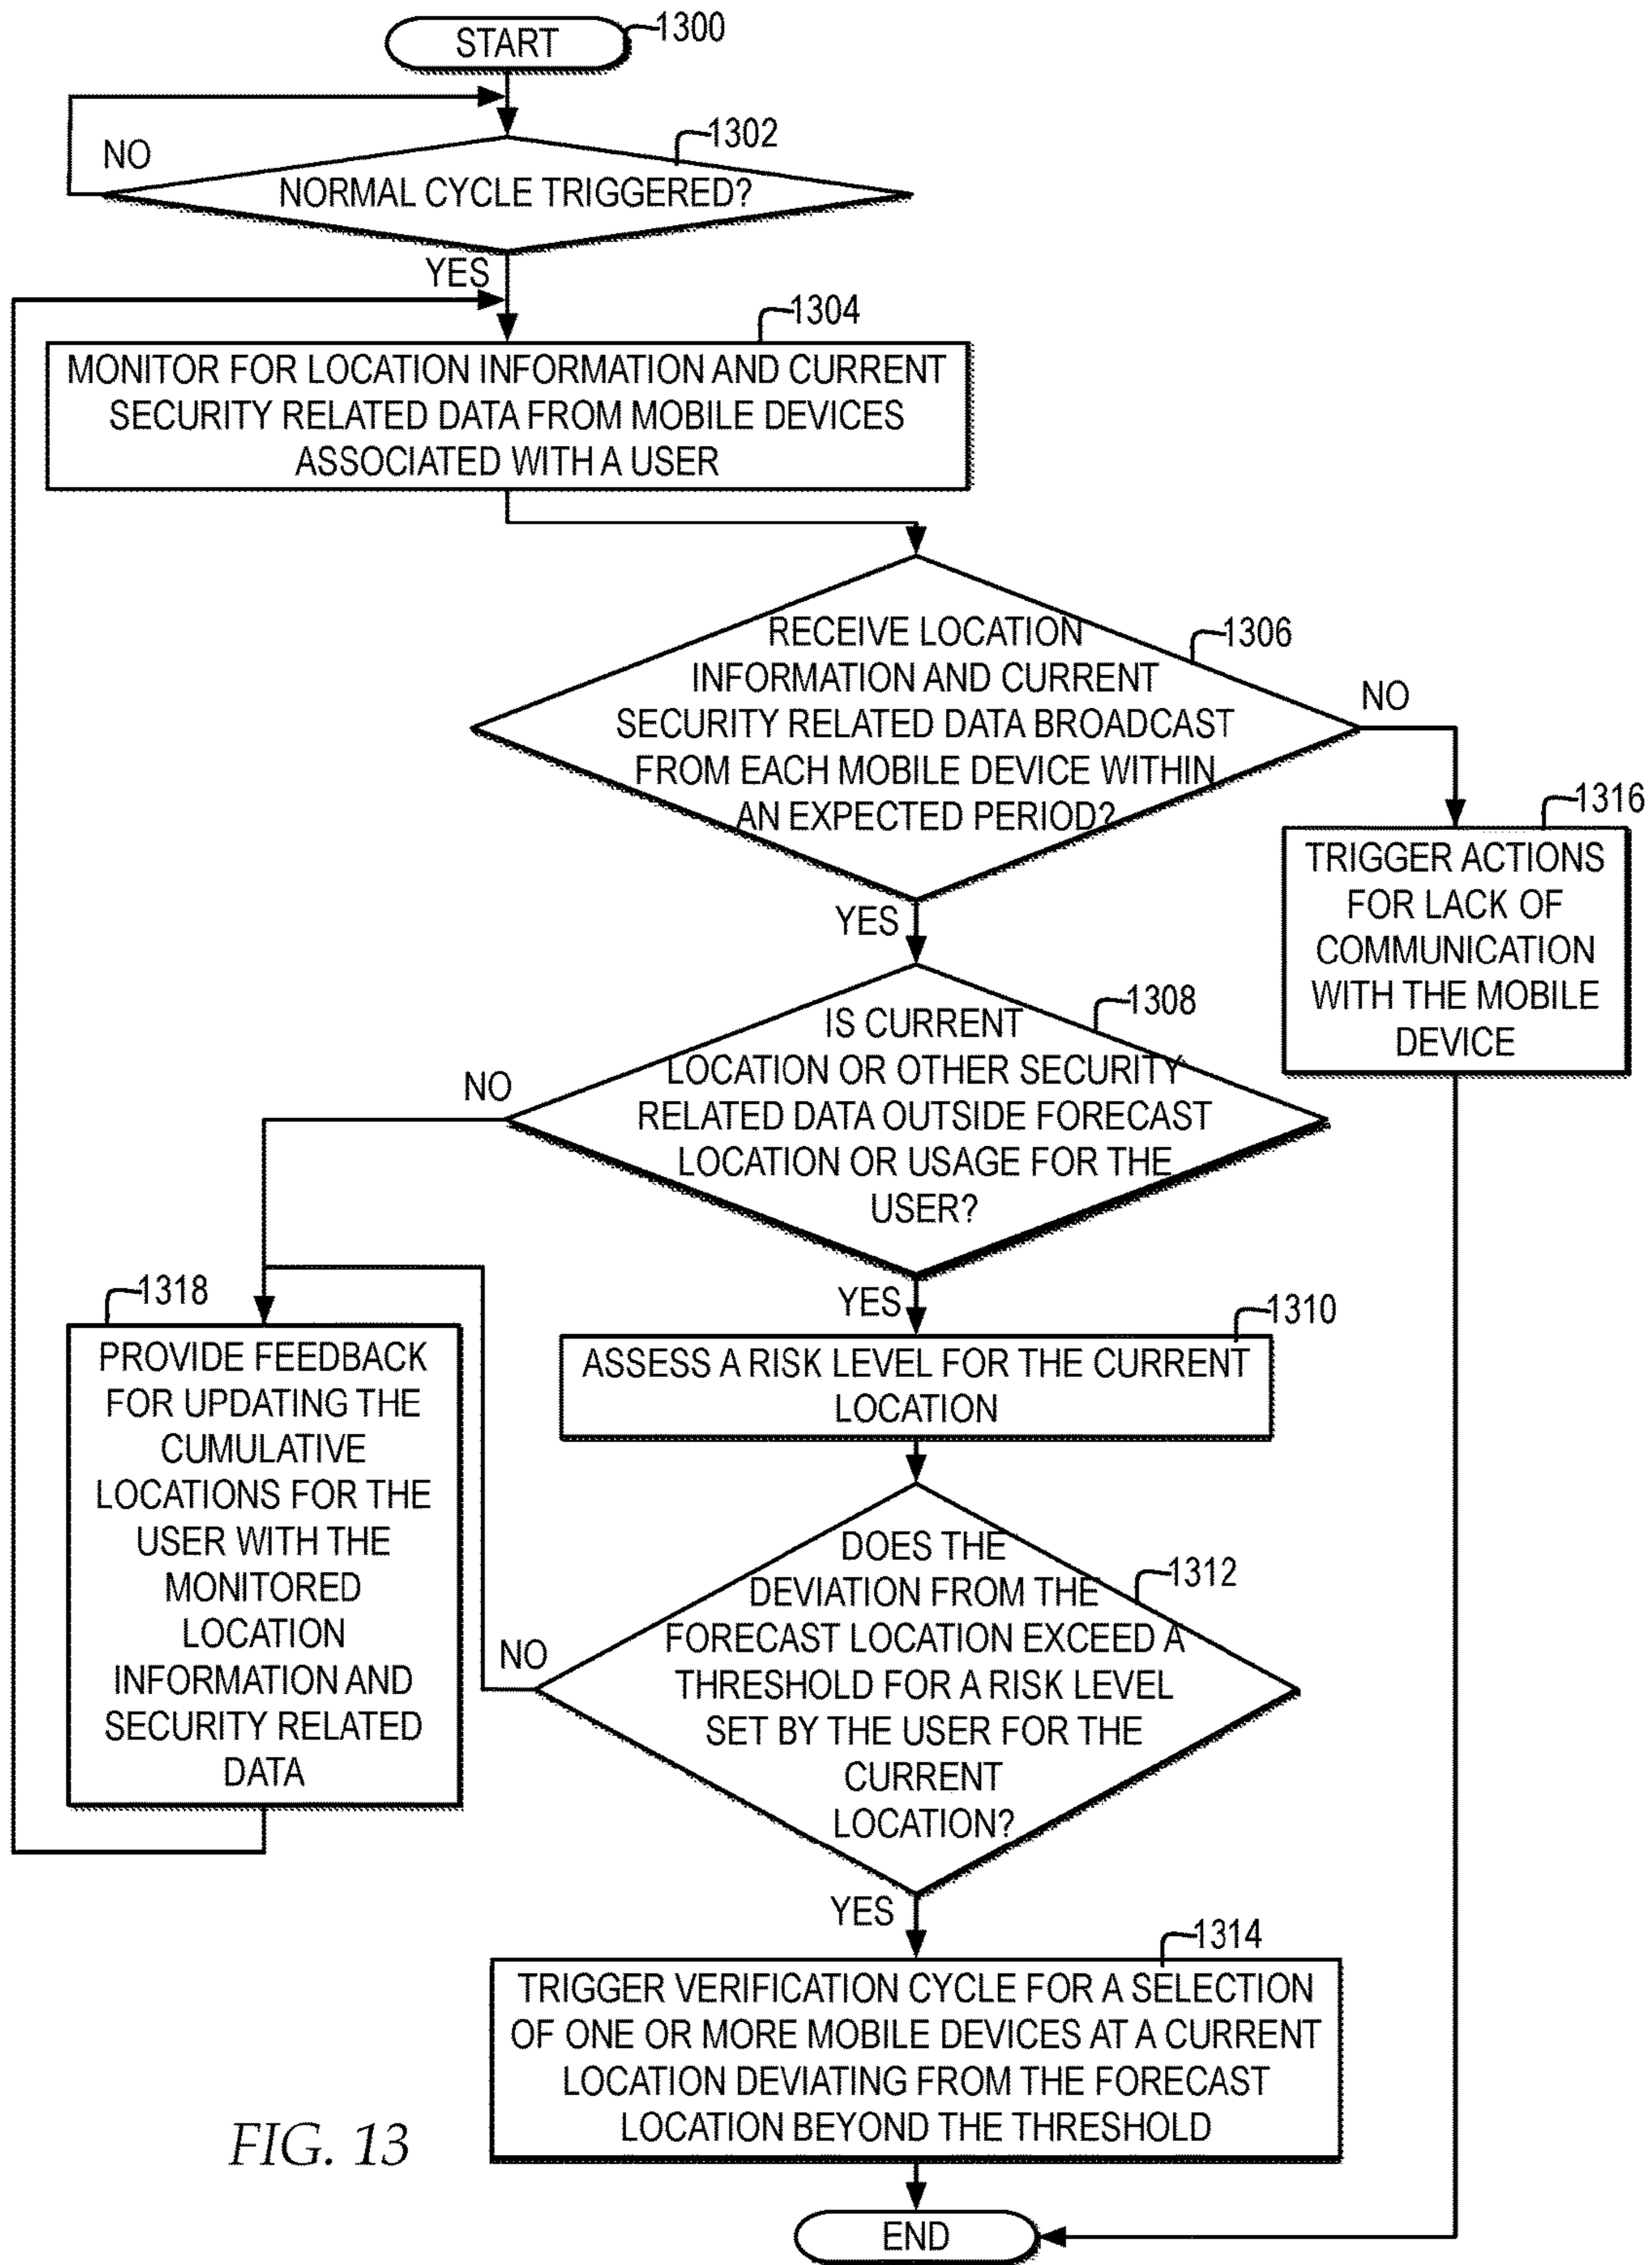 START
1300
1302
NO
NORMAL CYCLE TRIGGERED?
YES
1304
MONITOR FOR LOCATION INFORMATION AND CURRENT
SECURITY RELATED DATA FROM MOBILE DEVICES
ASSOCIATED WITH A USER
RECEIVE LOCATION
INFORMATION AND CURRENT
SECURITY RELATED DATA BROADCAST
FROM EACH MOBILE DEVICE WITHIN
AN EXPECTED PERIOD?
1306
NO
YES
1316
TRIGGER ACTIONS
FOR LACK OF
COMMUNICATION
WITH THE MOBILE
DEVICE
1308
IS CURRENT
LOCATION OR OTHER SECURITY
RELATED DATA OUTSIDE FORECAST
LOCATION OR USAGE FOR THE
USER?
NO
YES
1318
PROVIDE FEEDBACK
FOR UPDATING THE
CUMULATIVE
LOCATIONS FOR THE
USER WITH THE
MONITORED
LOCATION
INFORMATION AND
SECURITY RELATED
DATA
1310
ASSESS A RISK LEVEL FOR THE CURRENT
LOCATION
DOES THE
DEVIATION FROM THE
FORECAST LOCATION EXCEED A
THRESHOLD FOR A RISK LEVEL
SET BY THE USER FOR THE
CURRENT
LOCATION?
1312
NO
YES
1314
TRIGGER VERIFICATION CYCLE FOR A SELECTION
OF ONE OR MORE MOBILE DEVICES AT A CURRENT
LOCATION DEVIATING FROM THE FORECAST
LOCATION BEYOND THE THRESHOLD
FIG. 13
END